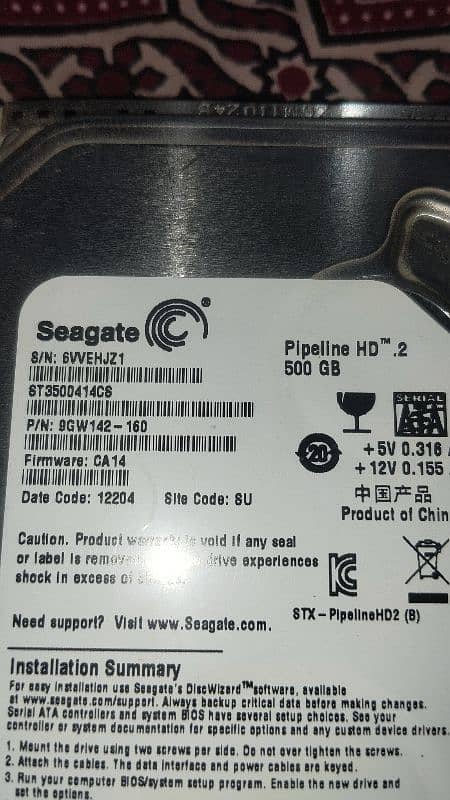 Seagate®
S/N: 6VVEHJZ1
ST3500414CS
P/N: 9GW142-160
Firmware: CA14
Date Code: 12204 Site Code: SU
Pipeline HD™.2
500 GB
SERIAL
ATA
20
+5V 0.316
+12V 0.155
中国产品
Product of Chin
Caution. Product void if any seal
or label is drive experiences
shock in excess of
STX-PipelineHD2 (B)
Need support? Visit www.Seagate.com.
Installation Summary
For easy installation use Seagate's DiscWizard™software, available
at www.seagate.com/support. Always backup critical data before making changes.
Serial ATA controllers and system BIOS have several setup choices. See your
controller or system documentation for specific options and any custom device drivers.
1. Mount the drive using two screws per side. Do not over tighten the screws.
2. Attach the cables. The data interface and power cables are keyed.
3. Run your computer BIOS/system setup program. Enable the new drive and
set the options.